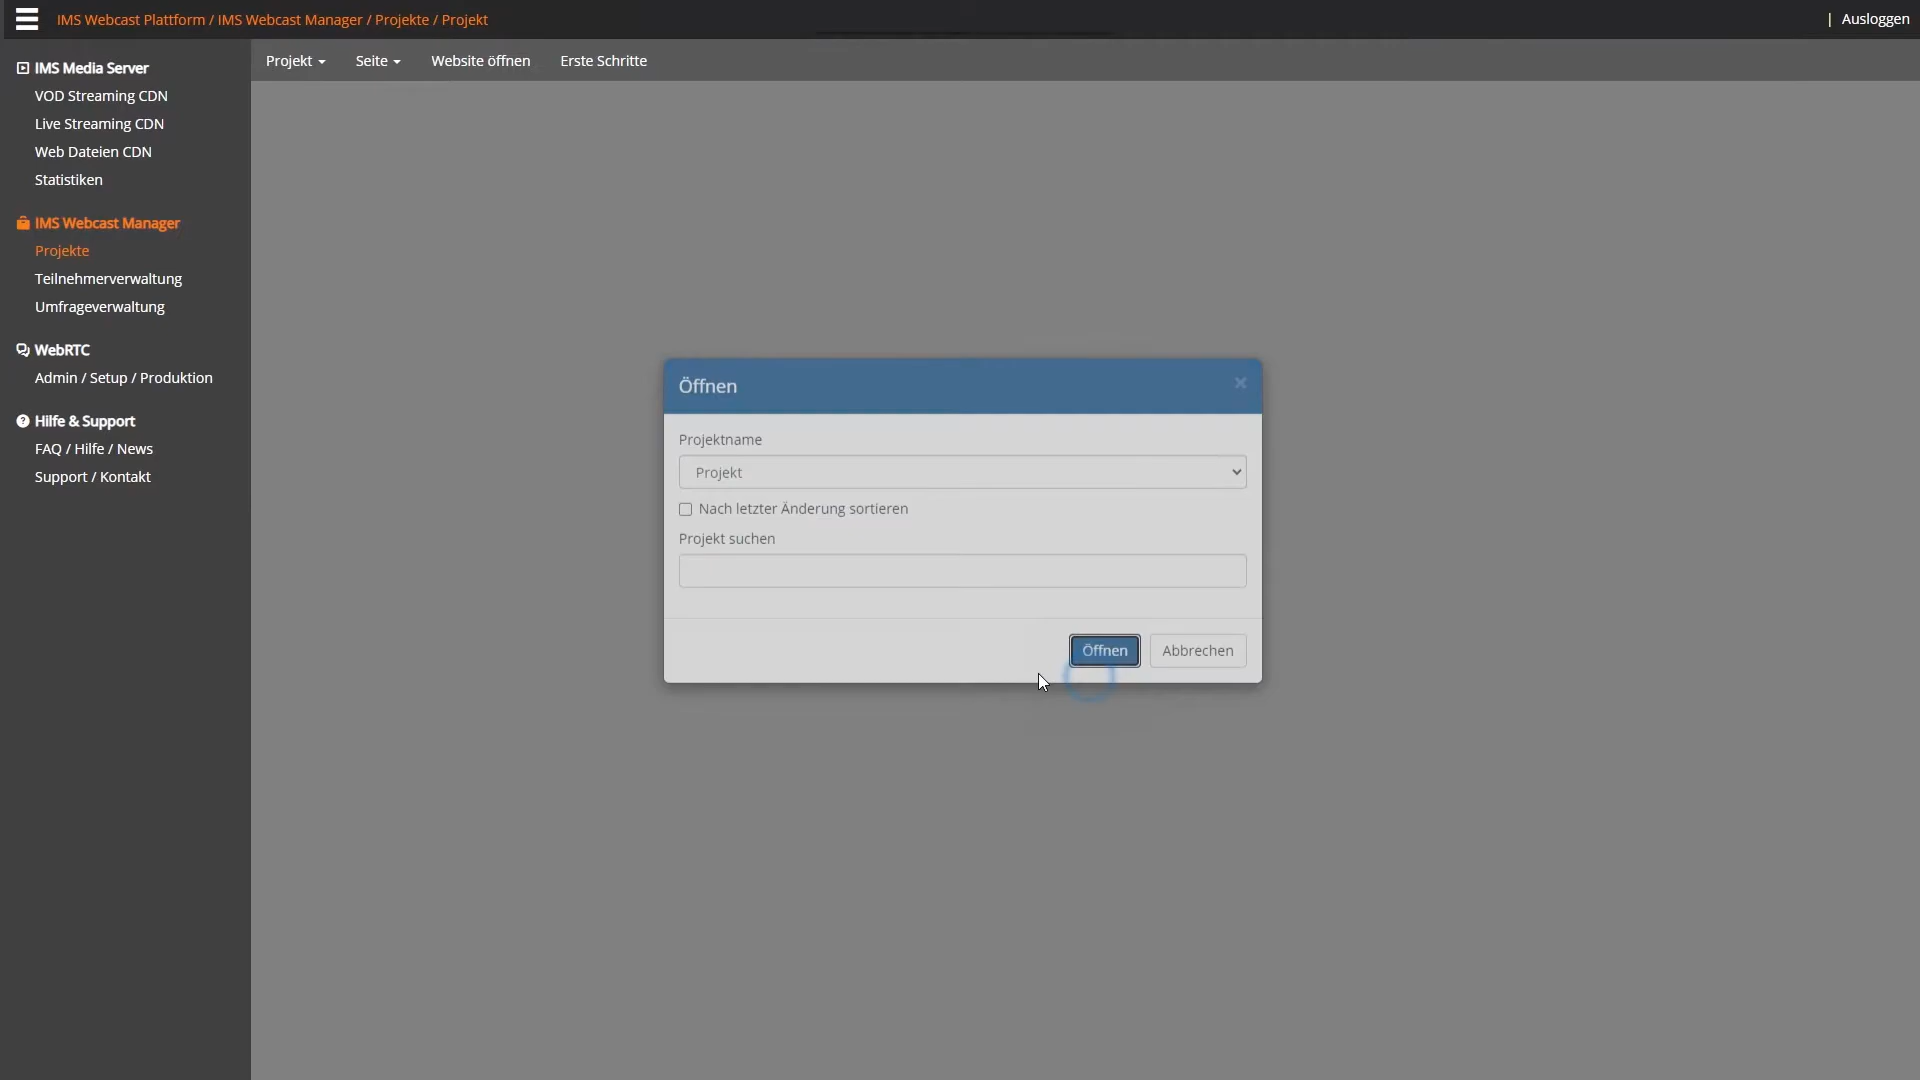 IMS Webcast Plattform / IMS Webcast Manager / Projekte / Projekt
| Ausloggen
Projekt
Seite
Website öffnen
Erste Schritte
IMS Media Server
VOD Streaming CDN
Live Streaming CDN
Web Dateien CDN
Statistiken
IMS Webcast Manager
Projekte
Teilnehmerverwaltung
Umfrageverwaltung
WebRTC
Admin / Setup / Produktion
Hilfe & Support
FAQ / Hilfe / News
Support / Kontakt
Öffnen
Projektname
Projekt
Nach letzter Änderung sortieren
Projekt suchen
Öffnen
Abbrechen